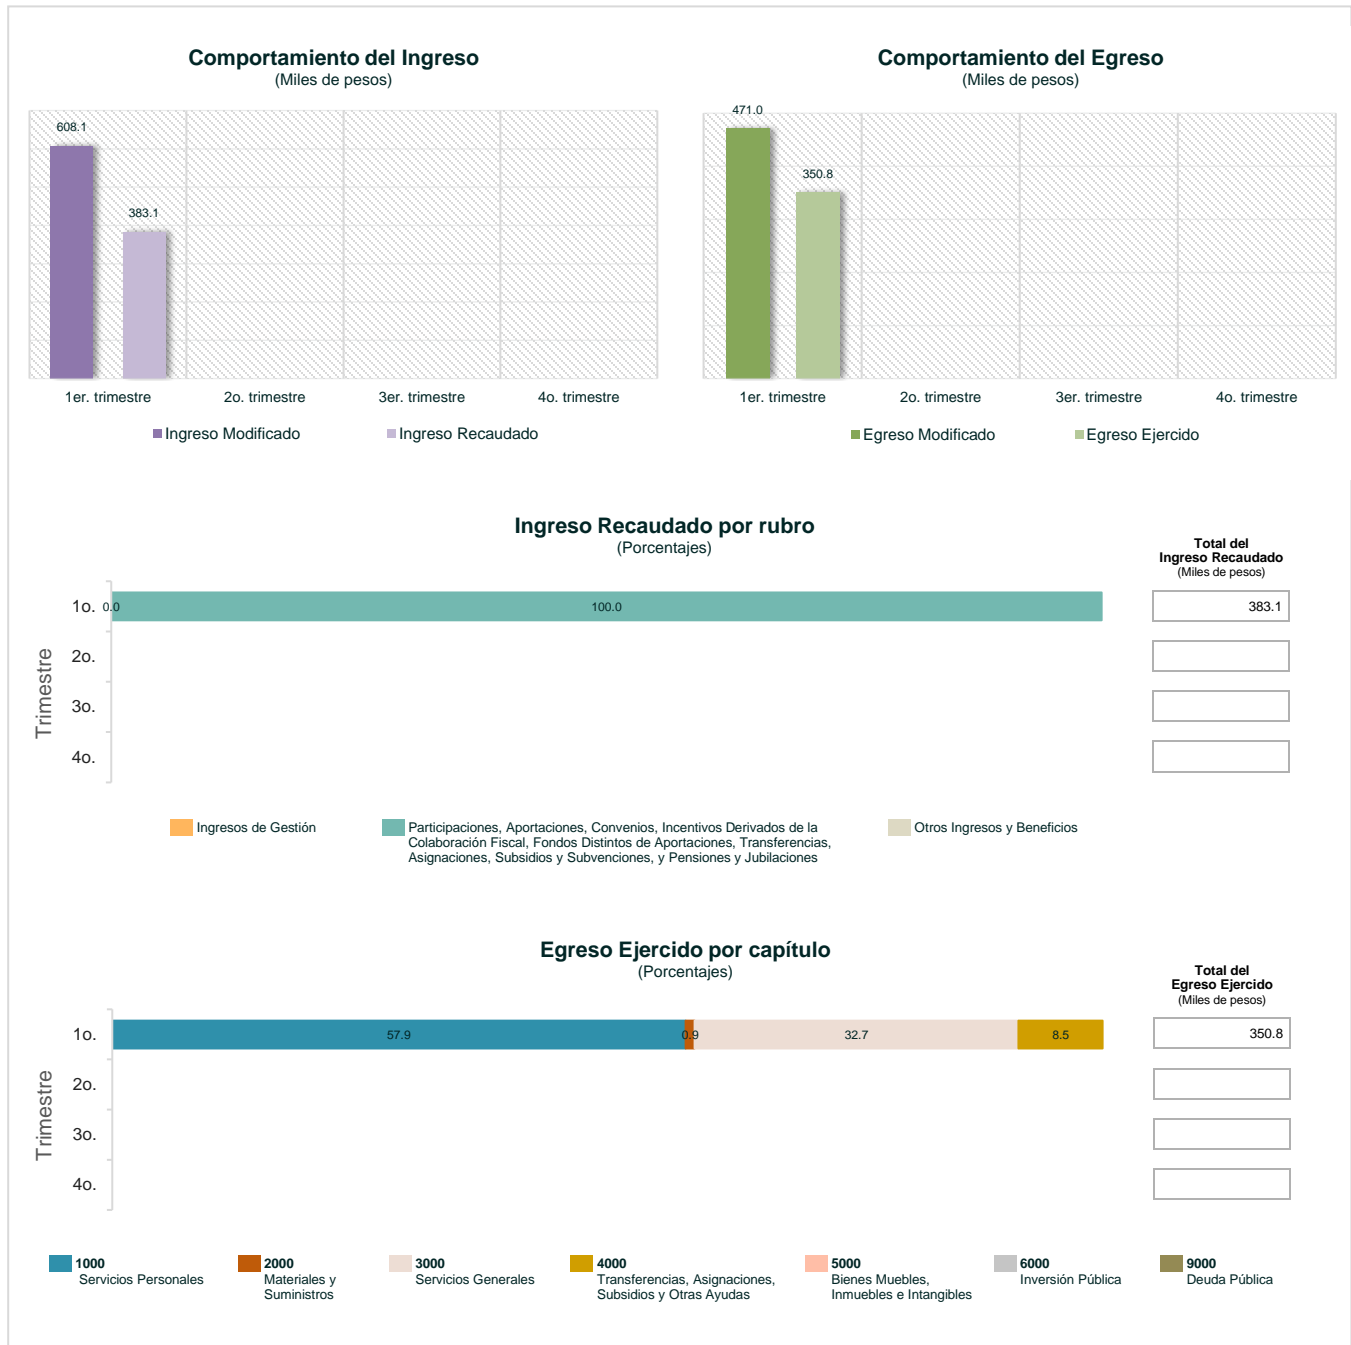 Comportamiento del Ingreso
(Miles de pesos)
608.1
383.1
1er. trimestre 2o. trimestre 3er. trimestre 4o. trimestre
Ingreso Modificado Ingreso Recaudado
Comportamiento del Egreso
(Miles de pesos)
471.0
350.8
1er. trimestre 2o. trimestre 3er. trimestre 4o. trimestre
Egreso Modificado Egreso Ejercido
Ingreso Recaudado por rubro
(Porcentajes)
Total del
Ingreso Recaudado
(Miles de pesos)
Trimestre
1o. 0.0 100.0 383.1
2o.
3o.
4o.
Ingresos de Gestión
Participaciones, Aportaciones, Convenios, Incentivos Derivados de la
Colaboración Fiscal, Fondos Distintos de Aportaciones, Transferencias,
Asignaciones, Subsidios y Subvenciones, y Pensiones y Jubilaciones
Otros Ingresos y Beneficios
Egreso Ejercido por capítulo
(Porcentajes)
Total del
Egreso Ejercido
(Miles de pesos)
Trimestre
1o. 57.9 0.9 32.7 8.5 350.8
2o.
3o.
4o.
1000
Servicios Personales
2000
Materiales y
Suministros
3000
Servicios Generales
4000
Transferencias, Asignaciones,
Subsidios y Otras Ayudas
5000
Bienes Muebles,
Inmuebles e Intangibles
6000
Inversión Pública
9000
Deuda Pública